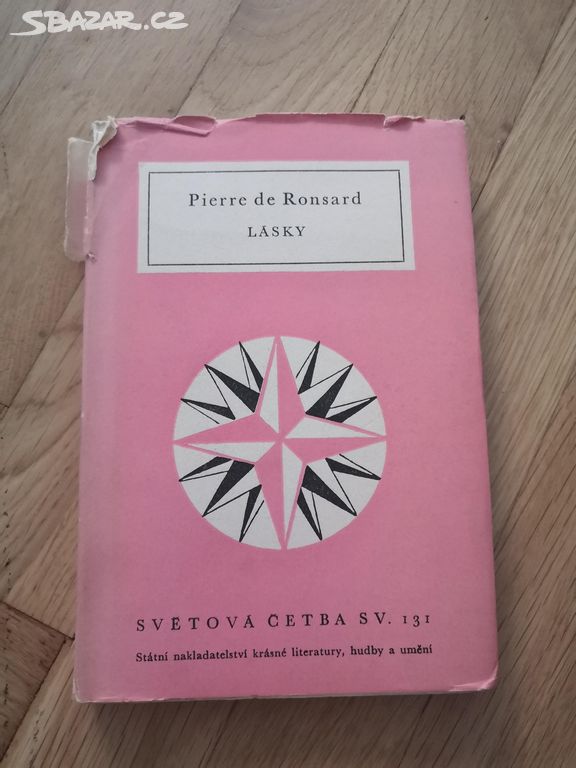 SBAZAR.CZ
Pierre de Ronsard
LÁSKY
SVĚTOVÁ ČETBA SV. 131
Státní nakladatelství krásné literatury, hudby a umění